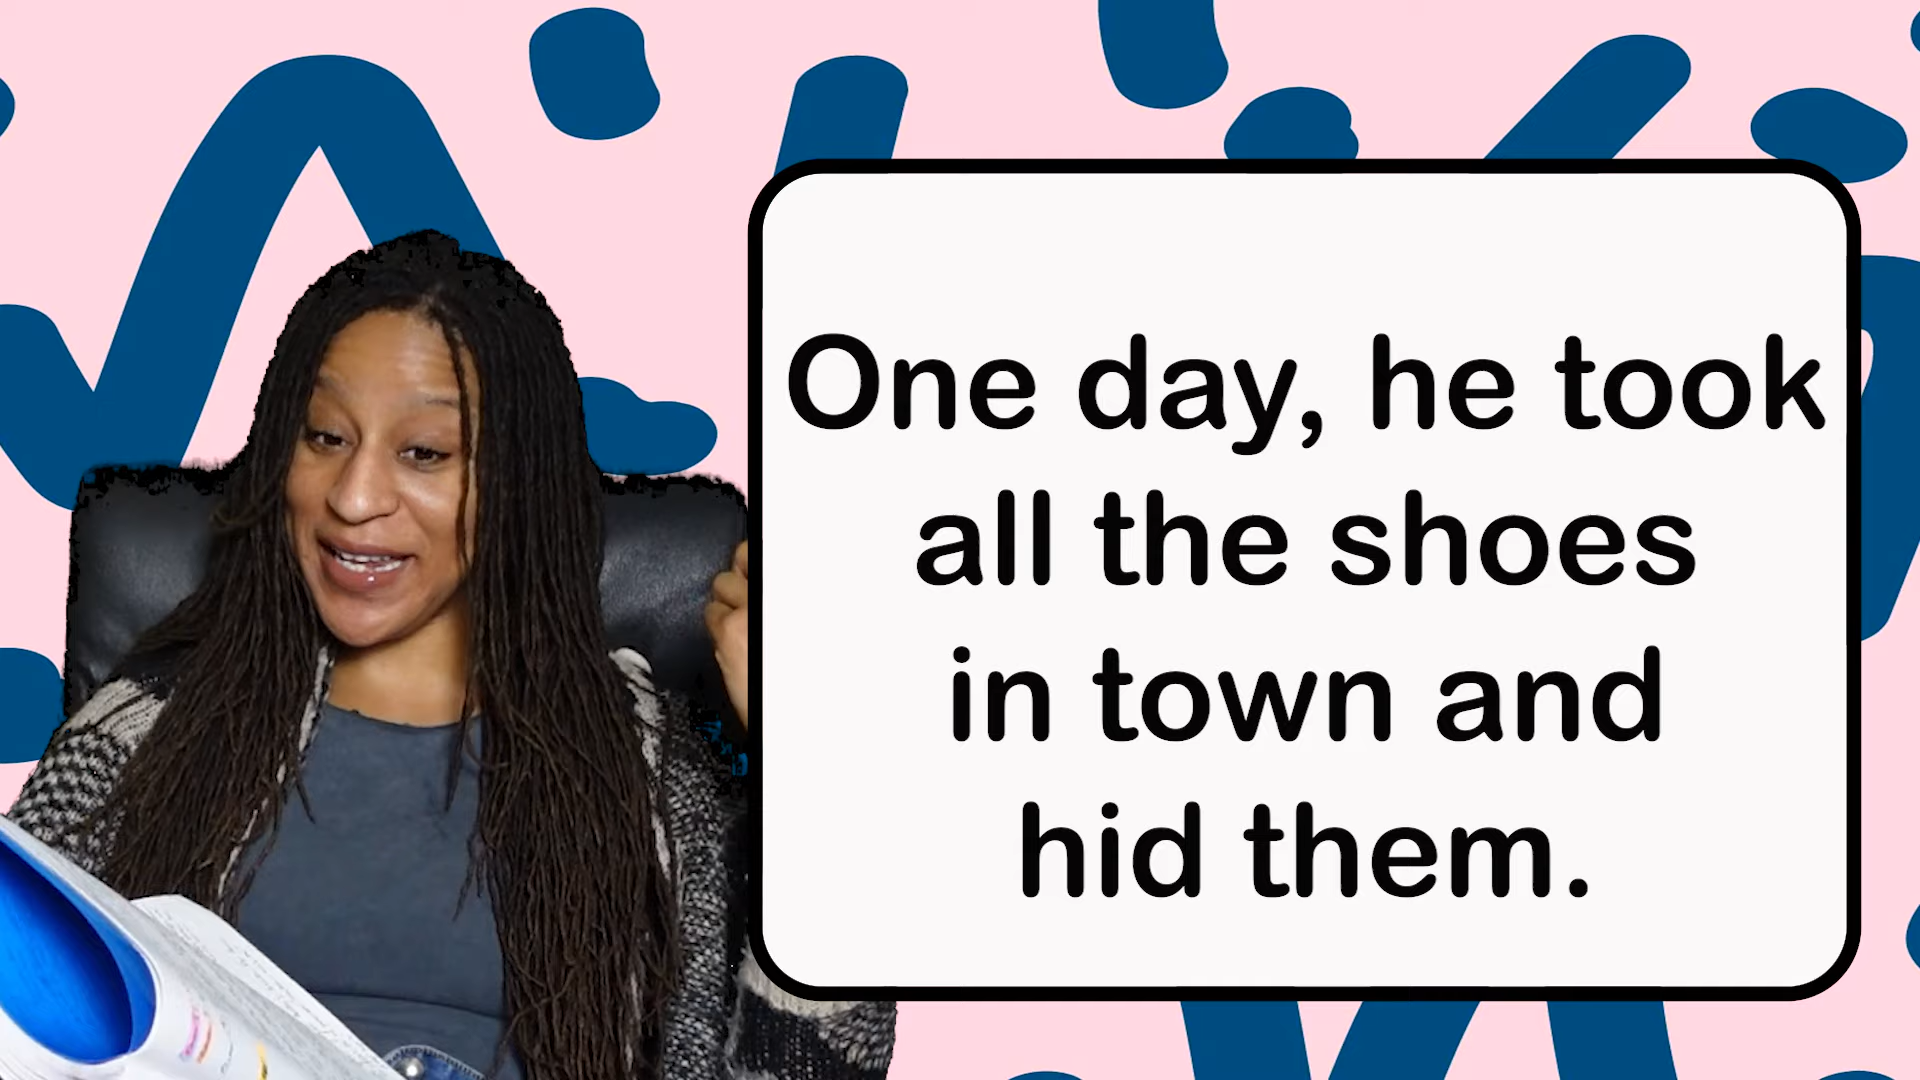 One day, he took
all the shoes
in town and
hid them.